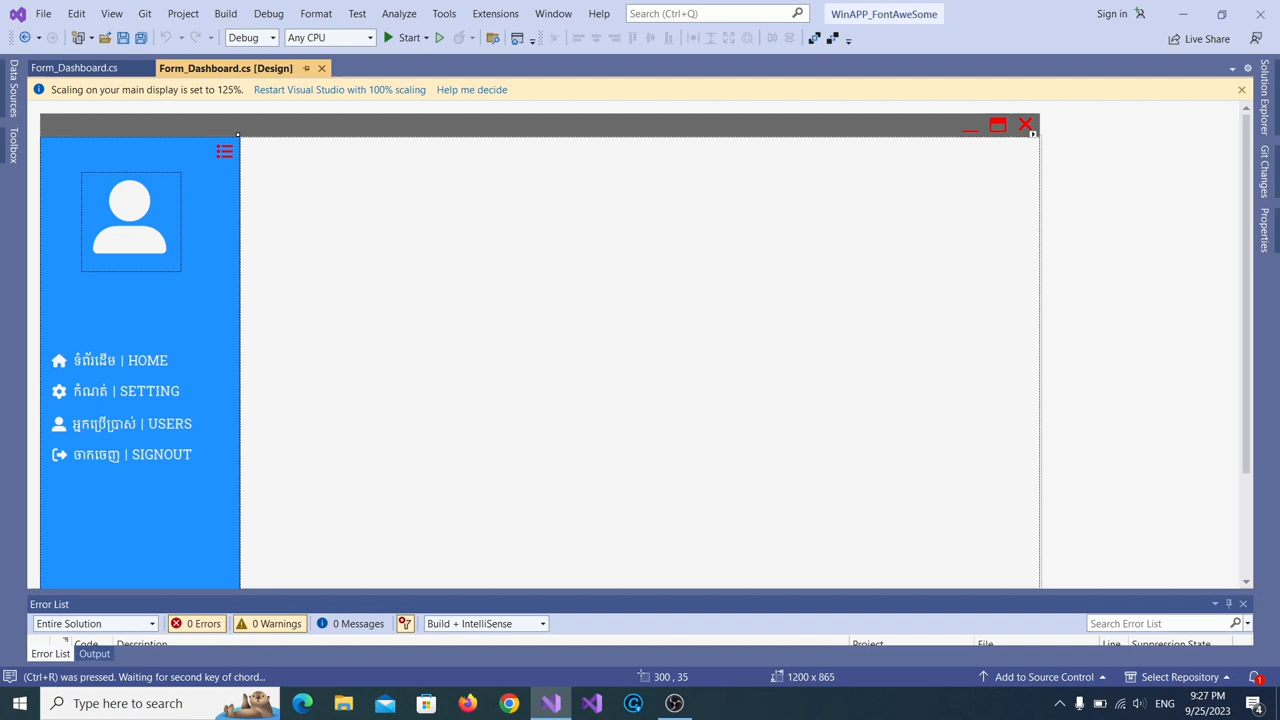 File Edit View Git Project Build Debug Format Test Analyze Tools Extensions Window Help Search (Ctrl+Q) WinAPP_FontAweSome Sign in
Debug Any CPU Start Live Share
Form_Dashboard.cs Form_Dashboard.cs [Design]
Scaling on your main display is set to 125%. Restart Visual Studio with 100% scaling Help me decide
Data Sources
Toolbox
Solution Explorer
Git Changes
Properties
ទំព័រដើម | HOME
កំណត់ | SETTING
អ្នកប្រើប្រាស់ | USERS
ចាកចេញ | SIGNOUT
Error List
Entire Solution 0 Errors 0 Warnings 0 Messages Build + IntelliSense Search Error List
Code Description Project File Line Suppression State
Error List Output
(Ctrl+R) was pressed. Waiting for second key of chord... 300 , 35 1200 x 865 Add to Source Control Select Repository 1
Type here to search ENG 9:27 PM
9/25/2023 4